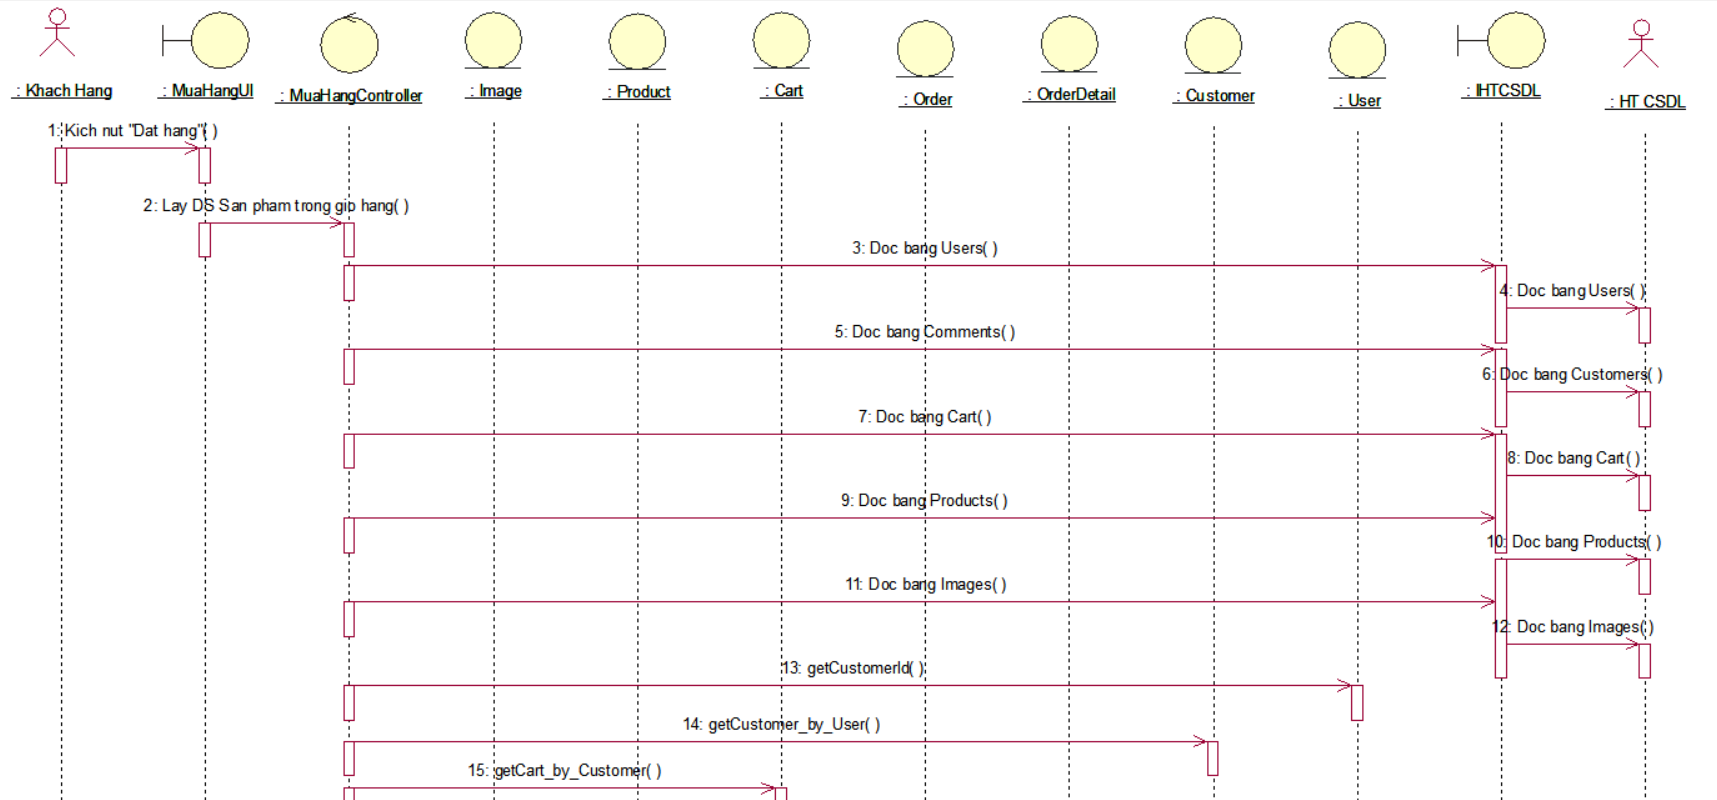 : Khach Hang
: MuaHangUI
: MuaHangController
: Image
: Product
: Cart
: Order
: OrderDetail
: Customer
: User
: IHTCSDL
: HT CSDL
1: Kich nut "Dat hang"( )
2: Lay DS San pham trong gio hang( )
3: Doc bang Users( )
4: Doc bang Users( )
5: Doc bang Comments( )
6: Doc bang Customers( )
7: Doc bang Cart( )
8: Doc bang Cart( )
9: Doc bang Products( )
10: Doc bang Products( )
11: Doc bang Images( )
12: Doc bang Images( )
13: getCustomerId( )
14: getCustomer_by_User( )
15: getCart_by_Customer( )